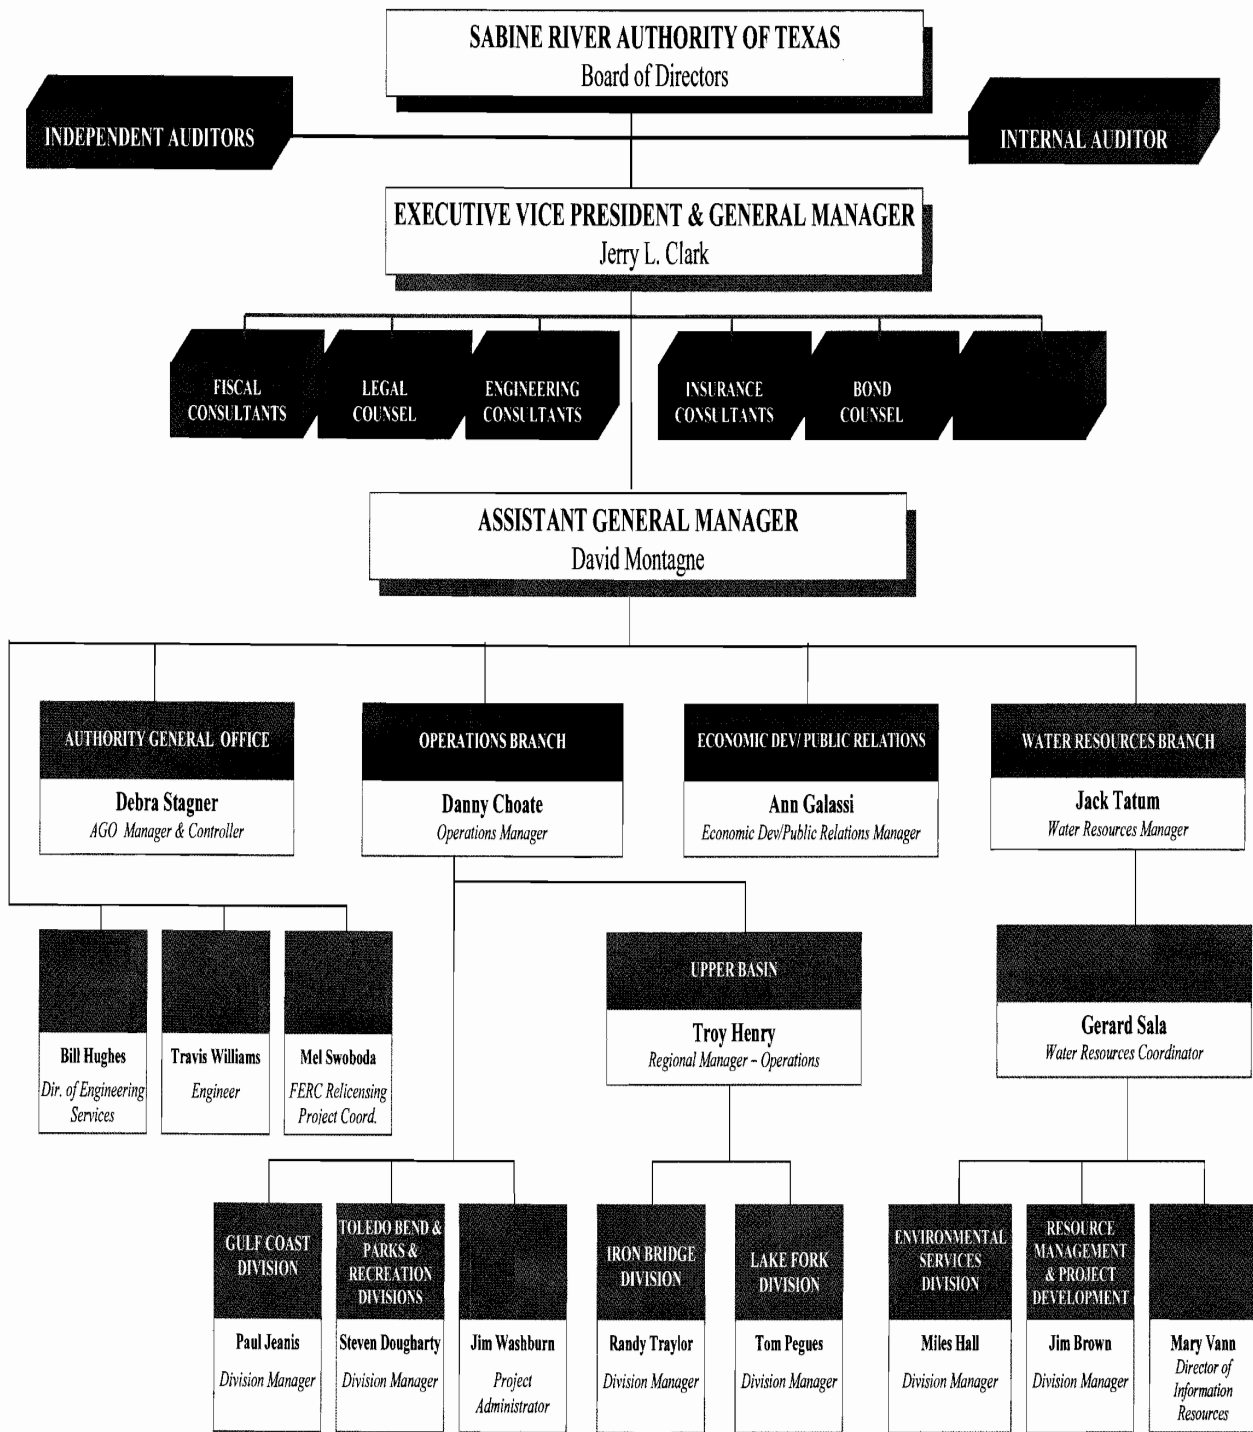 SABINE RIVER AUTHORITY OF TEXAS
Board of Directors
INDEPENDENT AUDITORS
INTERNAL AUDITOR
EXECUTIVE VICE PRESIDENT & GENERAL MANAGER
Jerry L. Clark
FISCAL
CONSULTANTS
LEGAL
COUNSEL
ENGINEERING
CONSULTANTS
INSURANCE
CONSULTANTS
BOND
COUNSEL
ASSISTANT GENERAL MANAGER
David Montagne
AUTHORITY GENERAL OFFICE
Debra Stagner
AGO Manager & Controller
OPERATIONS BRANCH
Danny Choate
Operations Manager
ECONOMIC DEV/ PUBLIC RELATIONS
Ann Galassi
Economic Dev/Public Relations Manager
WATER RESOURCES BRANCH
Jack Tatum
Water Resources Manager
Bill Hughes
Dir. of Engineering
Services
Travis Williams
Engineer
Mel Swoboda
FERC Relicensing
Project Coord.
UPPER BASIN
Troy Henry
Regional Manager – Operations
Gerard Sala
Water Resources Coordinator
GULF COAST
DIVISION
Paul Jeanis
Division Manager
TOLEDO BEND &
PARKS &
RECREATION
DIVISIONS
Steven Dougharty
Division Manager
Jim Washburn
Project
Administrator
IRON BRIDGE
DIVISION
Randy Traylor
Division Manager
LAKE FORK
DIVISION
Tom Pegues
Division Manager
ENVIRONMENTAL
SERVICES
DIVISION
Miles Hall
Division Manager
RESOURCE
MANAGEMENT
& PROJECT
DEVELOPMENT
Jim Brown
Division Manager
Mary Vann
Director of
Information
Resources